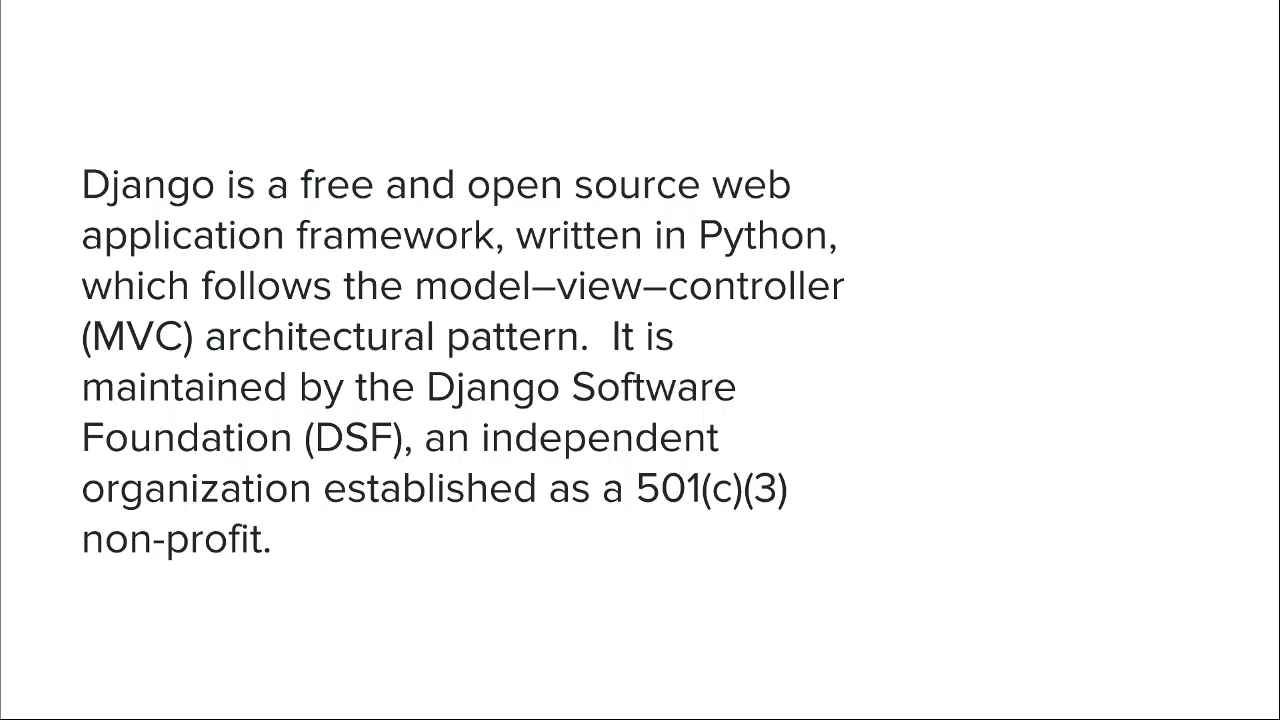 Django is a free and open source web
application framework, written in Python,
which follows the model–view–controller
(MVC) architectural pattern.  It is
maintained by the Django Software
Foundation (DSF), an independent
organization established as a 501(c)(3)
non-profit.